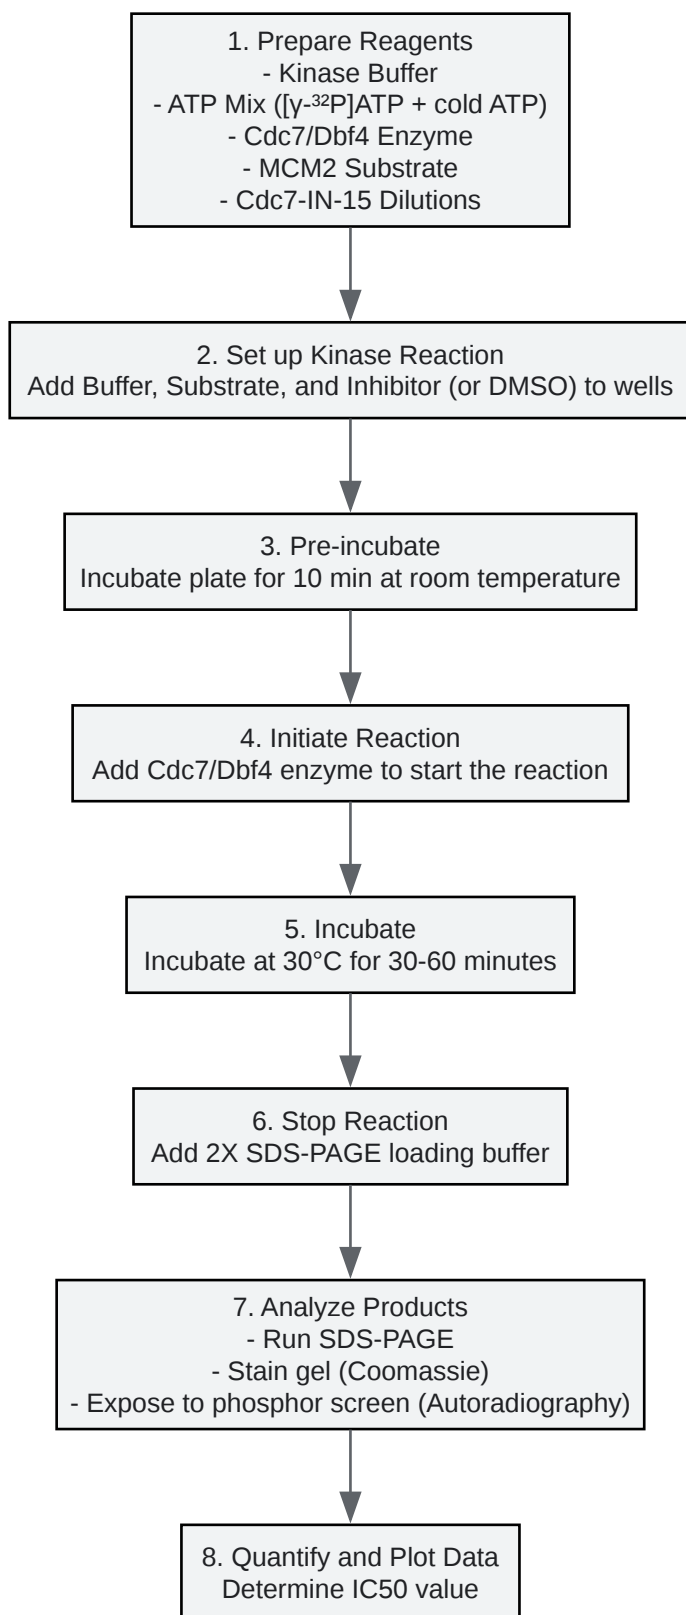 1. Prepare Reagents
- Kinase Buffer
- ATP Mix ([γ-³²P]ATP + cold ATP)
- Cdc7/Dbf4 Enzyme
- MCM2 Substrate
- Cdc7-IN-15 Dilutions
2. Set up Kinase Reaction
Add Buffer, Substrate, and Inhibitor (or DMSO) to wells
3. Pre-incubate
Incubate plate for 10 min at room temperature
4. Initiate Reaction
Add Cdc7/Dbf4 enzyme to start the reaction
5. Incubate
Incubate at 30°C for 30-60 minutes
6. Stop Reaction
Add 2X SDS-PAGE loading buffer
7. Analyze Products
- Run SDS-PAGE
- Stain gel (Coomassie)
- Expose to phosphor screen (Autoradiography)
8. Quantify and Plot Data
Determine IC50 value